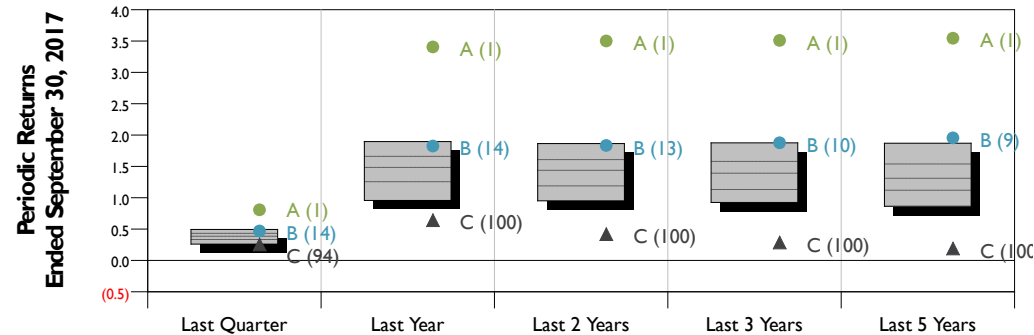 Periodic Returns
Ended September 30, 2017
4.0
3.5
3.0
2.5
2.0
1.5
1.0
0.5
0.0
(0.5)
A (1)
B (14)
C (94)
A (1)
B (14)
C (100)
A (1)
B (13)
C (100)
A (1)
B (10)
C (100)
A (1)
B (9)
C (100
Last Quarter
Last Year
Last 2 Years
Last 3 Years
Last 5 Years